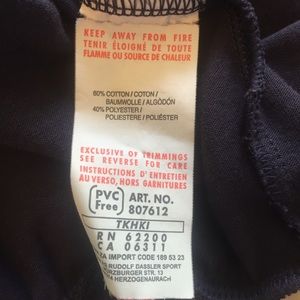 KEEP AWAY FROM FIRE
TENIR ÉLOIGNÉ DE TOUTE
FLAMME OU SOURCE DE CHALEUR
60% COTTON / COTON /
BAUMWOLLE / ALGODÓN
40% POLYESTER /
POLIESTERE / POLIÉSTER
EXCLUSIVE OF TRIMMINGS
SEE REVERSE FOR CARE
INSTRUCTIONS D' ENTRETIEN
AU VERSO, HORS GARNITURES
PVC Free ART. NO.
807612
TKHKI
RN 62200
CA 06311
ZA IMPORT CODE 189 53 23
RUDOLF DASSLER SPORT
WURZBURGER STR. 13
HERZOGENAURACH